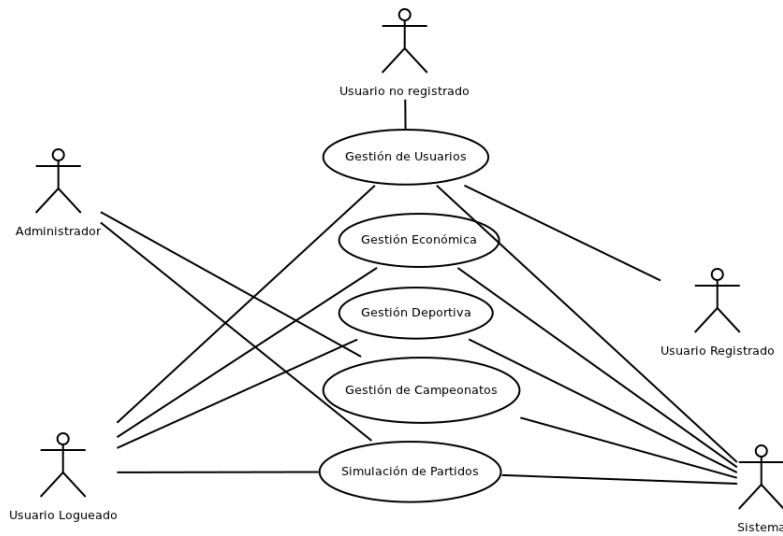 Usuario no registrado
Gestión de Usuarios
Administrador
Gestión Económica
Gestión Deportiva
Usuario Registrado
Gestión de Campeonatos
Simulación de Partidos
Usuario Logueado
Sistema